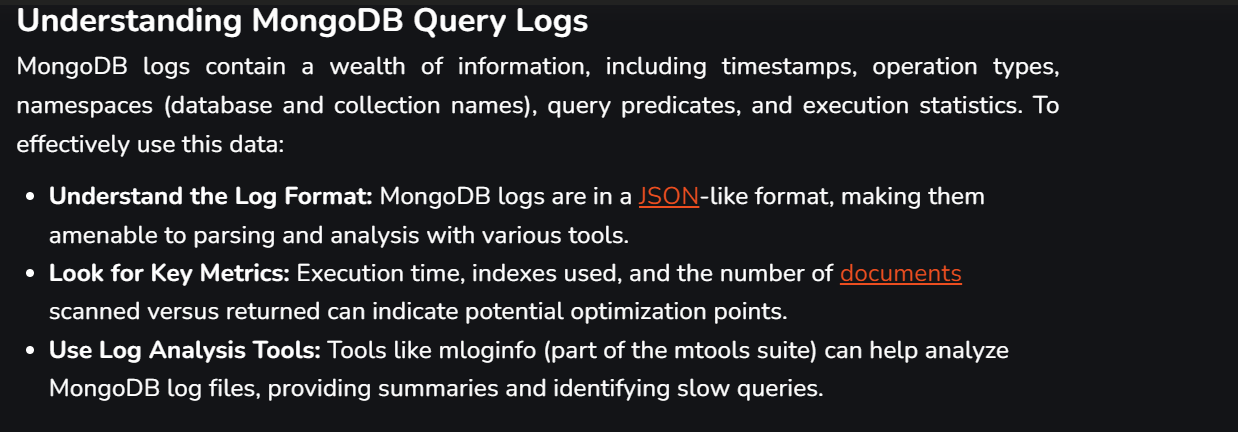 Understanding MongoDB Query Logs
MongoDB logs contain a wealth of information, including timestamps, operation types,
namespaces (database and collection names), query predicates, and execution statistics. To
effectively use this data:
• Understand the Log Format: MongoDB logs are in a JSON-like format, making them
amenable to parsing and analysis with various tools.
• Look for Key Metrics: Execution time, indexes used, and the number of documents
scanned versus returned can indicate potential optimization points.
• Use Log Analysis Tools: Tools like mloginfo (part of the mtools suite) can help analyze
MongoDB log files, providing summaries and identifying slow queries.